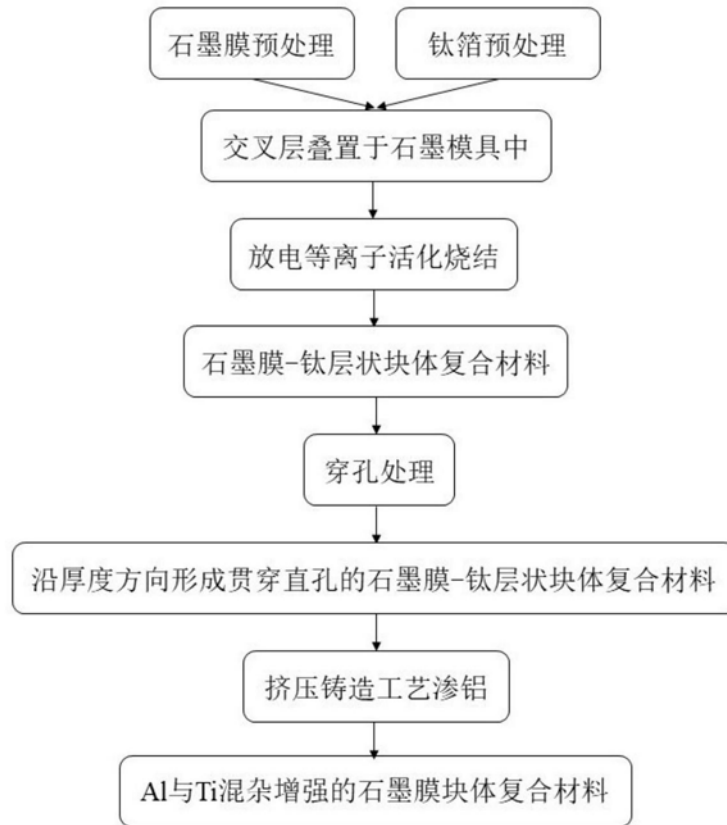 石墨膜预处理
钛箔预处理
交叉层叠置于石墨模具中
放电等离子活化烧结
石墨膜-钛层状块体复合材料
穿孔处理
沿厚度方向形成贯穿直孔的石墨膜-钛层状块体复合材料
挤压铸造工艺渗铝
Al与Ti混杂增强的石墨膜块体复合材料